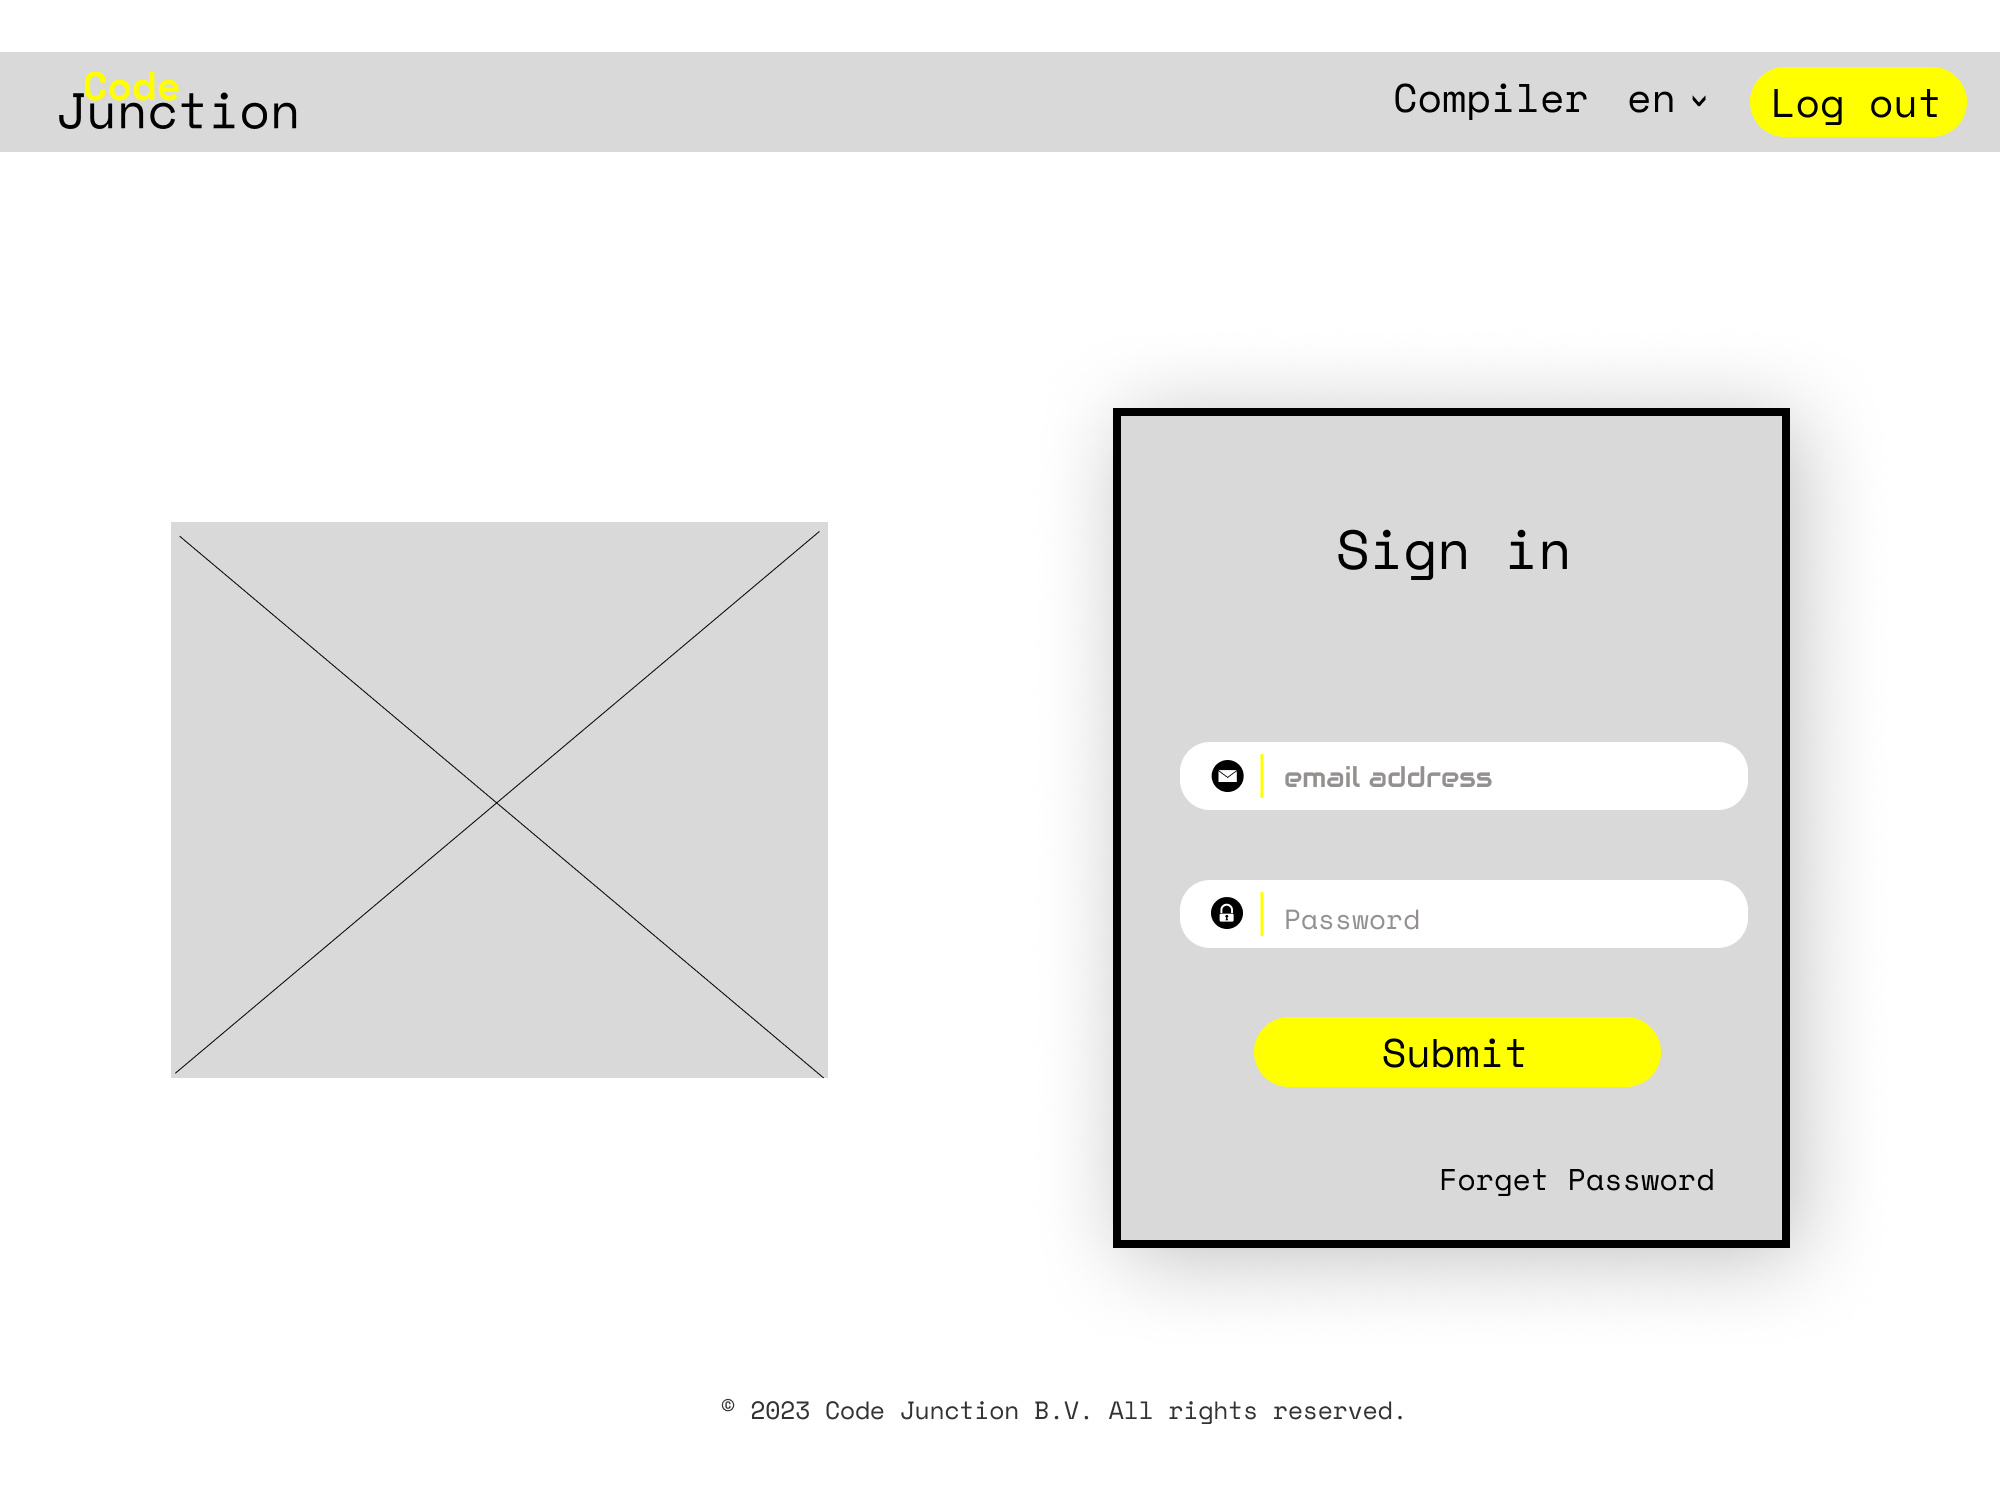 Code
Junction
Compiler
en
Log out
Sign in
email address
Password
Submit
Forget Password
© 2023 Code Junction B.V. All rights reserved.